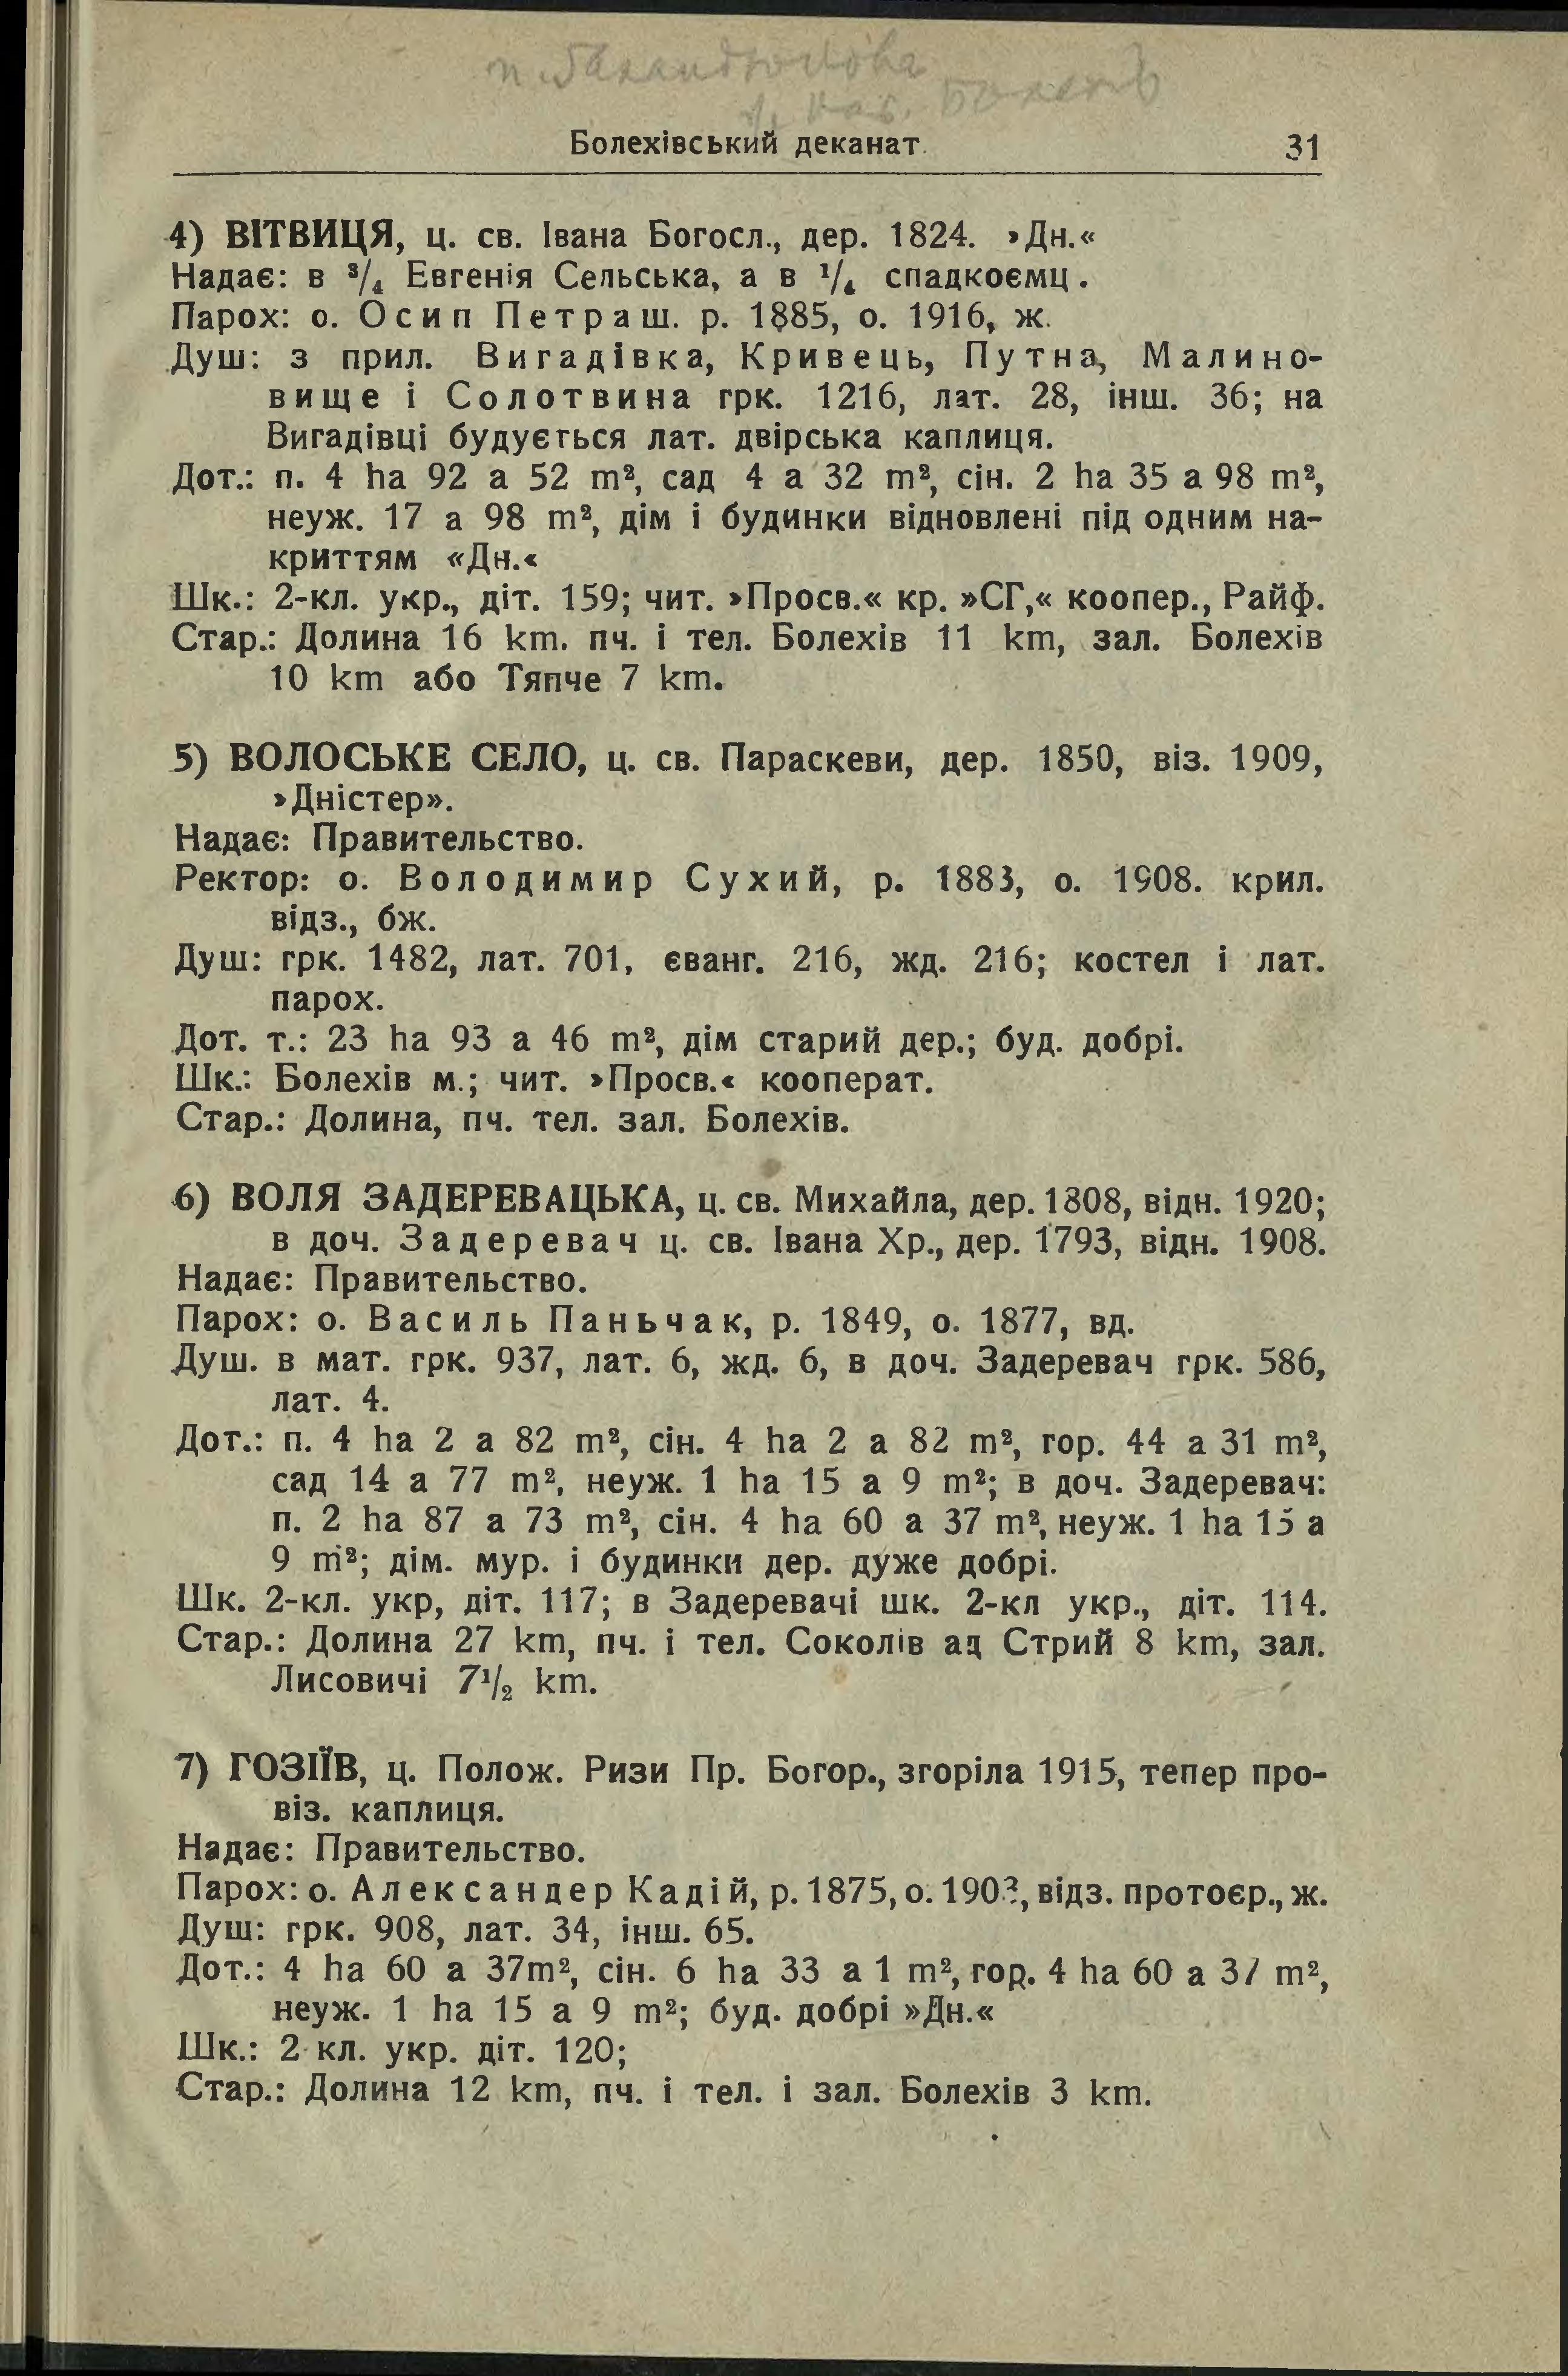 Болехівський деканат
31
4) ВІТВИЦЯ, ц. св. Івана Богосл., дер. 1824. »Дн.«
Надає: в ³/₄ Евгенія Сельська, а в ¹/₄ спадкоємц.
Парох: о. Осип Петраш. р. 1885, о. 1916, ж.
Душ: з прил. Вигадівка, Кривець, Путна, Малино-
вище і Солотвина грк. 1216, лат. 28, інш. 36; на
Вигадівці будується лат. двірська каплиця.
Дот.: п. 4 ha 92 a 52 m², сад 4 a 32 m², сін. 2 ha 35 a 98 m²,
неуж. 17 a 98 m², дім і будинки відновлені під одним на-
криттям «Дн.«
Шк.: 2-кл. укр., діт. 159; чит. »Просв.« кр. »СГ,« коопер., Райф.
Стар.: Долина 16 km. пч. і тел. Болехів 11 km, зал. Болехів
10 km або Тяпче 7 km.
5) ВОЛОСЬКЕ СЕЛО, ц. св. Параскеви, дер. 1850, віз. 1909,
»Дністер».
Надає: Правительство.
Ректор: о. Володимир Сухий, р. 1883, о. 1908. крил.
відз., бж.
Душ: грк. 1482, лат. 701, єванг. 216, жд. 216; костел і лат.
парох.
Дот. т.: 23 ha 93 a 46 m², дім старий дер.; буд. добрі.
Шк.: Болехів м.; чит. »Просв.« кооперат.
Стар.: Долина, пч. тел. зал. Болехів.
6) ВОЛЯ ЗАДЕРЕВАЦЬКА, ц. св. Михайла, дер. 1808, відн. 1920;
в доч. Задеревач ц. св. Івана Хр., дер. 1793, відн. 1908.
Надає: Правительство.
Парох: о. Василь Паньчак, р. 1849, о. 1877, вд.
Душ. в мат. грк. 937, лат. 6, жд. 6, в доч. Задеревач грк. 586,
лат. 4.
Дот.: п. 4 ha 2 a 82 m², сін. 4 ha 2 a 82 m², гор. 44 a 31 m²,
сад 14 a 77 m², неуж. 1 ha 15 a 9 m²; в доч. Задеревач:
п. 2 ha 87 a 73 m², сін. 4 ha 60 a 37 m², неуж. 1 ha 15 a
9 m²; дім. мур. і будинки дер. дуже добрі.
Шк. 2-кл. укр, діт. 117; в Задеревачі шк. 2-кл укр., діт. 114.
Стар.: Долина 27 km, пч. і тел. Соколів ад Стрий 8 km, зал.
Лисовичі 7¹/₂ km.
7) ГОЗІЇВ, ц. Полож. Ризи Пр. Богор., згоріла 1915, тепер про-
віз. каплиця.
Надає: Правительство.
Парох: о. Александер Кадій, р. 1875, о. відз. протоєр., ж.
Душ: грк. 908, лат. 34, інш. 65.
Дот.: 4 ha 60 a 37m², сін. 6 ha 33 a 1 m², гор. 4 ha 60 a 37 m²,
неуж. 1 ha 15 a 9 m²; буд. добрі »Дн.«
Шк.: 2 кл. укр. діт. 120;
Стар.: Долина 12 km, пч. і тел. і зал. Болехів 3 km.